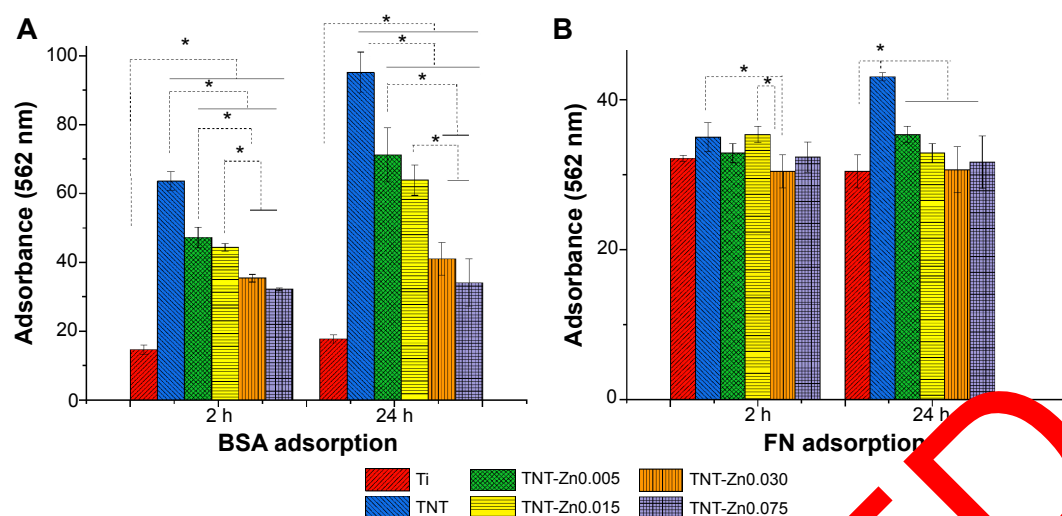 A
Adsorbance (562 nm)
100
80
60
40
20
0
* * * * * * * *
2 h
24 h
BSA adsorption
B
Adsorbance (562 nm)
40
20
0
* * *
2 h
24 h
FN adsorption
Ti
TNT-Zn0.005
TNT-Zn0.030
TNT
TNT-Zn0.015
TNT-Zn0.075